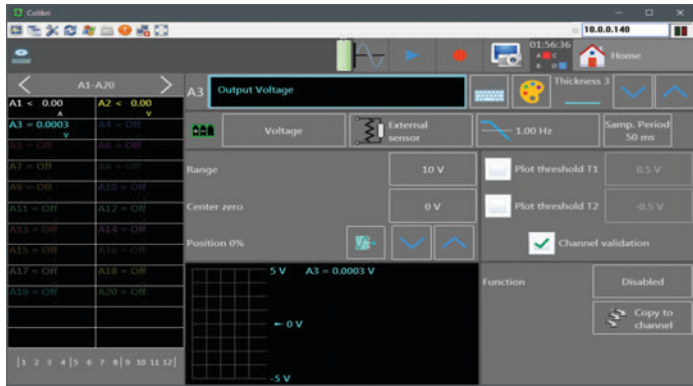 Colibri
10.0.0.140
01:56:36
A C
B D
Home
A1-A20
A3
Output Voltage
Thickness 3
A1 < 0.00
A
A2 < 0.00
V
A3 = 0.0003
V
A4 = Off
A5 = Off
A6 = Off
A7 = Off
A8 = Off
A9 = Off
A10 = Off
A11 = Off
A12 = Off
A13 = Off
A14 = Off
A15 = Off
A16 = Off
A17 = Off
A18 = Off
A19 = Off
A20 = Off
|1 2 3 4|5 6 7 8|9 10 11 12|
Voltage
External
sensor
1.00 Hz
Samp. Period
50 ms
Range
10 V
Plot threshold T1
0.5 V
Center zero
0 V
Plot threshold T2
-0.5 V
Position 0%
Channel validation
5 V
A3 = 0.0003 V
0 V
-5 V
Function
Disabled
Copy to
channel